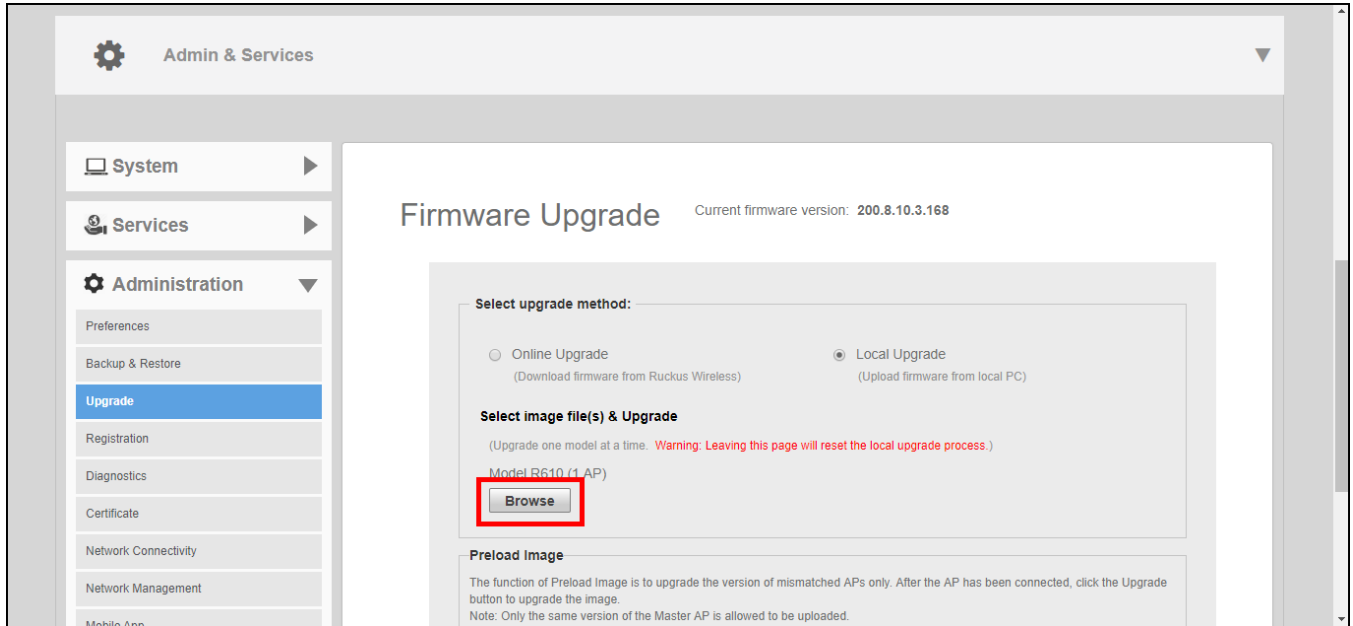 Admin & Services
System
Services
Administration
Preferences
Backup & Restore
Upgrade
Registration
Diagnostics
Certificate
Network Connectivity
Network Management
Mobile App
Firmware Upgrade
Current firmware version: 200.8.10.3.168
Select upgrade method:
Online Upgrade
(Download firmware from Ruckus Wireless)
Local Upgrade
(Upload firmware from local PC)
Select image file(s) & Upgrade
(Upgrade one model at a time. Warning: Leaving this page will reset the local upgrade process.)
Model R610 (1 AP)
Browse
Preload Image
The function of Preload Image is to upgrade the version of mismatched APs only. After the AP has been connected, click the Upgrade
button to upgrade the image.
Note: Only the same version of the Master AP is allowed to be uploaded.